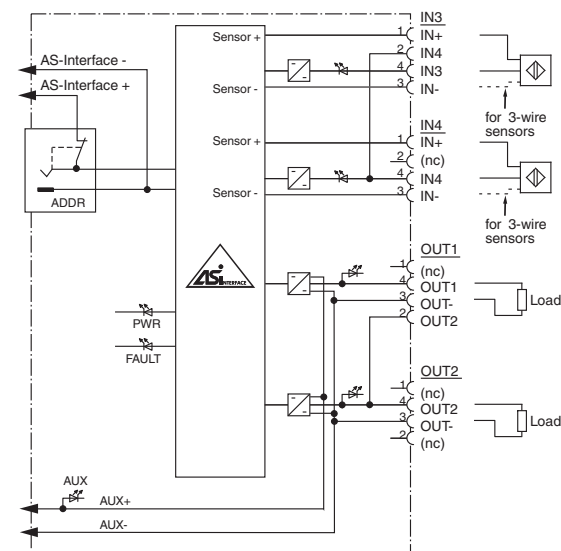 AS-Interface -
AS-Interface +
ADDR
PWR
FAULT
AUX
AUX+
AUX-
Sensor +
Sensor -
Sensor +
Sensor -
ASi INTERFACE
IN3
1 IN+
2 IN4
4 IN3
3 IN-
for 3-wire
sensors
IN4
1 IN+
2 (nc)
4 IN4
3 IN-
for 3-wire
sensors
OUT1
1 (nc)
4 OUT1
3 OUT-
2 OUT2
Load
OUT2
1 (nc)
4 OUT2
3 OUT-
2 (nc)
Load